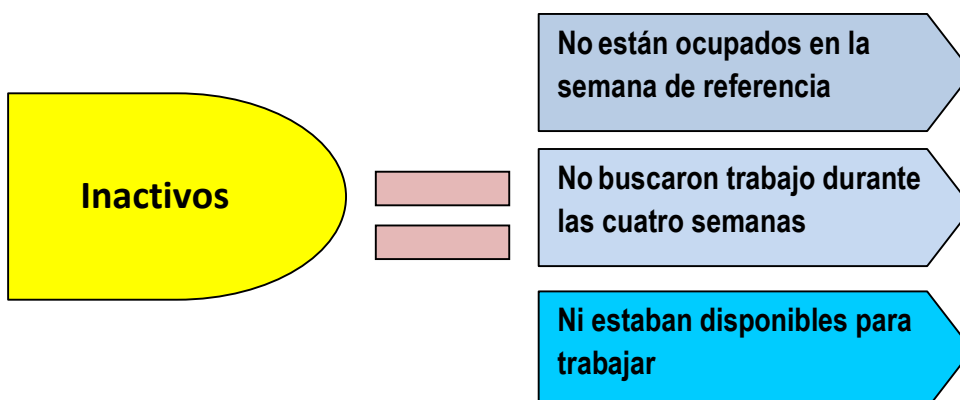 Inactivos
No están ocupados en la
semana de referencia
No buscaron trabajo durante
las cuatro semanas
Ni estaban disponibles para
trabajar